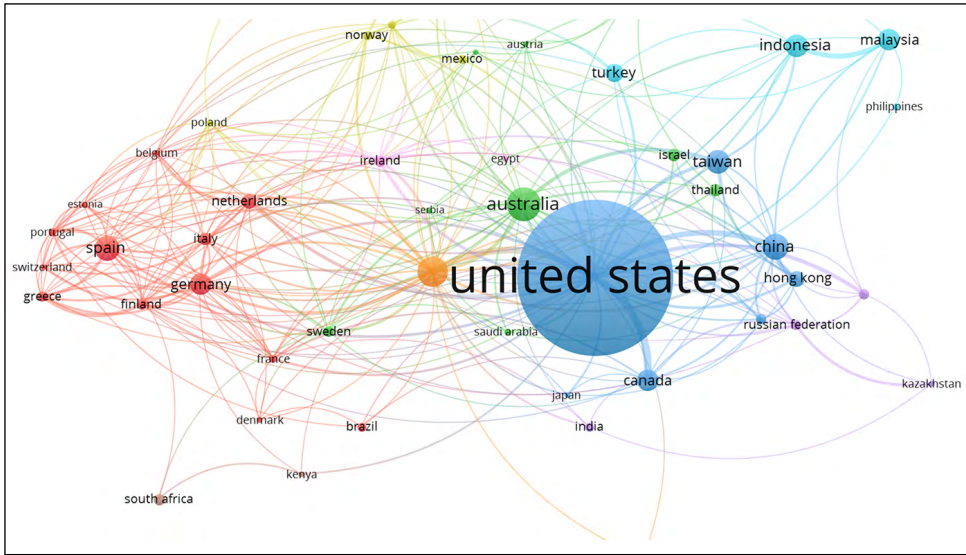 norway
mexico
austria
turkey
indonesia
malaysia
philippines
poland
belgium
ireland
egypt
israel
taiwan
thailand
estonia
netherlands
serbia
australia
portugal
spain
italy
china
switzerland
germany
united states
hong kong
greece
finland
sweden
saudi arabia
russian federation
france
canada
kazakhstan
japan
denmark
brazil
india
kenya
south africa